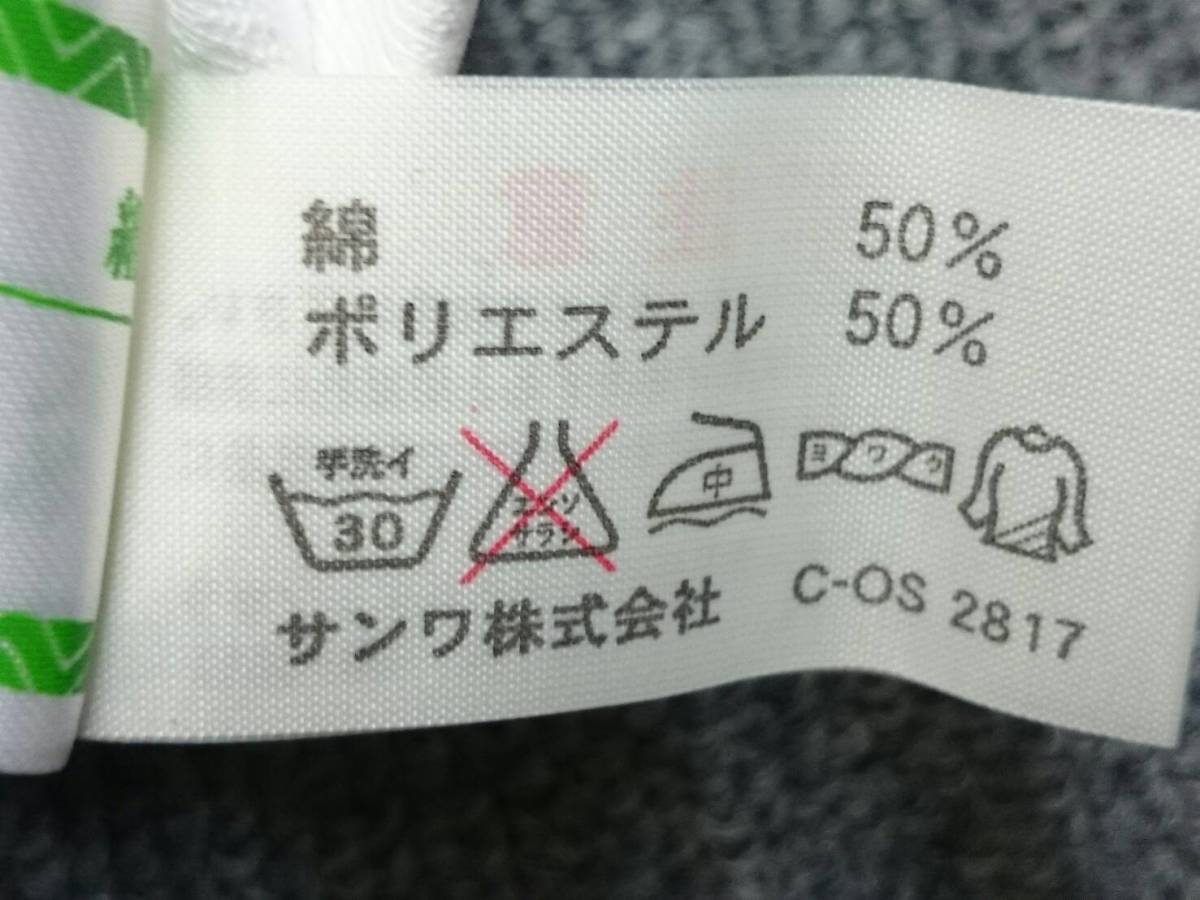 綿 50%
ポリエステル 50%
手洗イ
30
エンソ
サラシ
中
ヨワク
サンワ株式会社
C-OS 2817